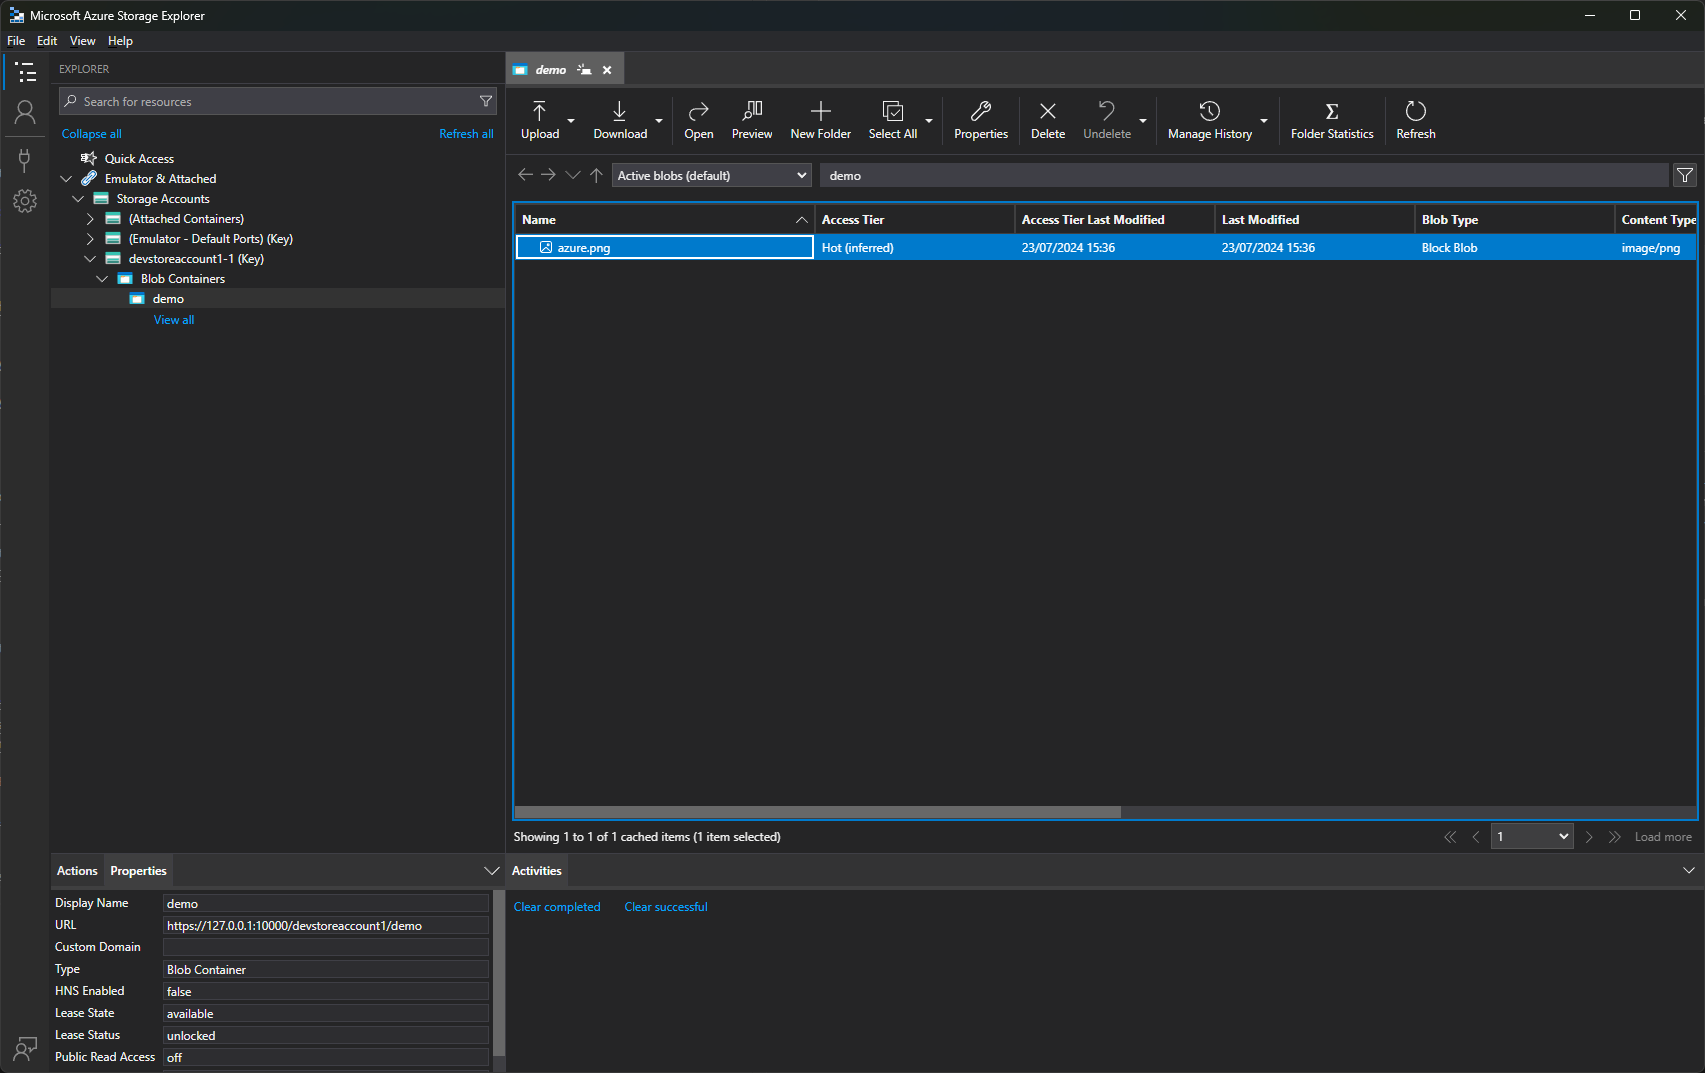 Microsoft Azure Storage Explorer
File Edit View Help
EXPLORER
Search for resources
Collapse all Refresh all
Quick Access
Emulator & Attached
Storage Accounts
(Attached Containers)
(Emulator - Default Ports) (Key)
devstoreaccount1-1 (Key)
Blob Containers
demo
View all
demo
Upload Download Open Preview New Folder Select All Properties Delete Undelete Manage History Folder Statistics Refresh
Active blobs (default) demo
Name Access Tier Access Tier Last Modified Last Modified Blob Type Content Type
azure.png Hot (inferred) 23/07/2024 15:36 23/07/2024 15:36 Block Blob image/png
Showing 1 to 1 of 1 cached items (1 item selected) 1 Load more
Actions Properties
Display Name demo
URL https://127.0.0.1:10000/devstoreaccount1/demo
Custom Domain
Type Blob Container
HNS Enabled false
Lease State available
Lease Status unlocked
Public Read Access off
Activities
Clear completed Clear successful